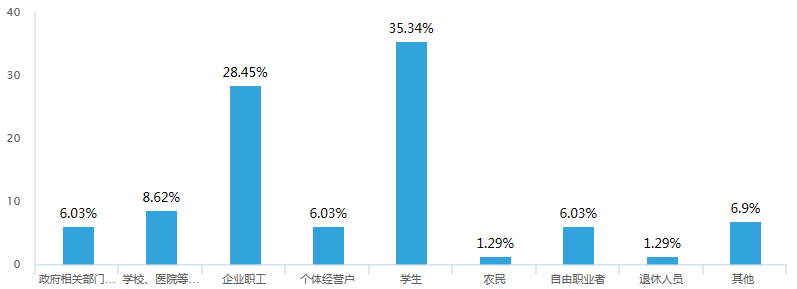 40
35.34%
30
28.45%
20
10
8.62%
6.03%
6.03%
1.29%
6.03%
1.29%
6.9%
0
政府相关部门...
学校、医院等...
企业职工
个体经营户
学生
农民
自由职业者
退休人员
其他